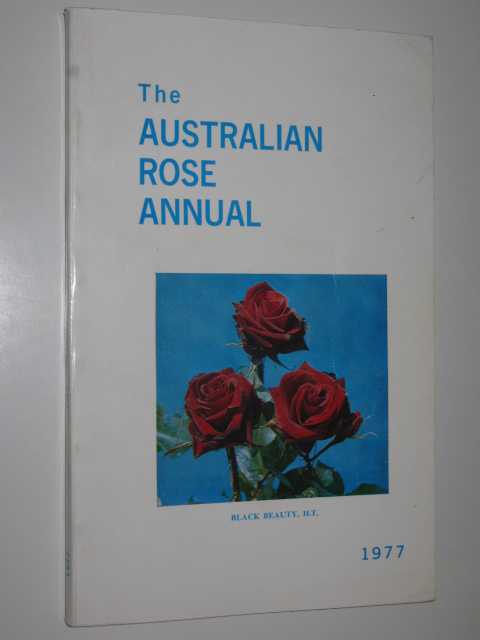 The
AUSTRALIAN
ROSE
ANNUAL
BLACK BEAUTY, H.T.
1977